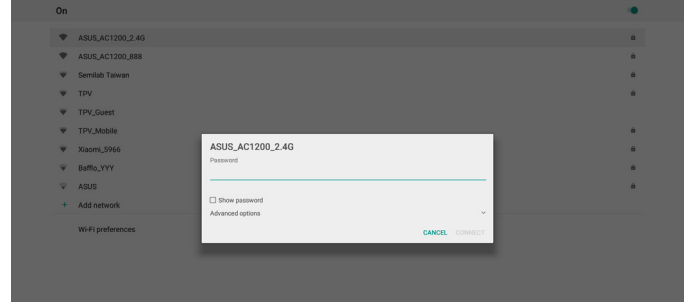 On
ASUS_AC1200_2.4G
ASUS_AC1200_888
Semilab Taiwan
TPV
TPV_Guest
TPV_Mobile
Xiaomi_5966
Baffio_YYY
ASUS
Add network
Wi-Fi preferences
ASUS_AC1200_2.4G
Password
Show password
Advanced options
CANCEL CONNECT